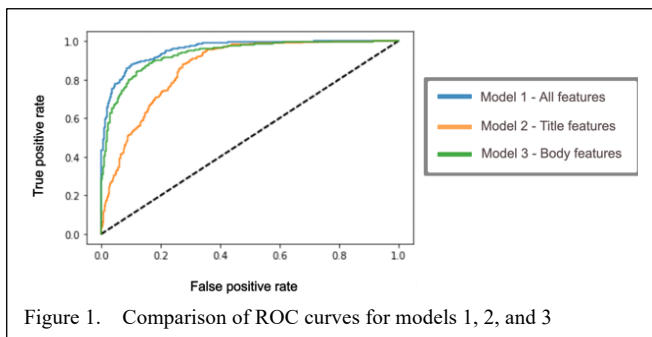 1.0
0.8
0.6
0.4
0.2
0.0
True positive rate
0.0 0.2 0.4 0.6 0.8 1.0
False positive rate
Model 1 - All features
Model 2 - Title features
Model 3 - Body features
Figure 1. Comparison of ROC curves for models 1, 2, and 3